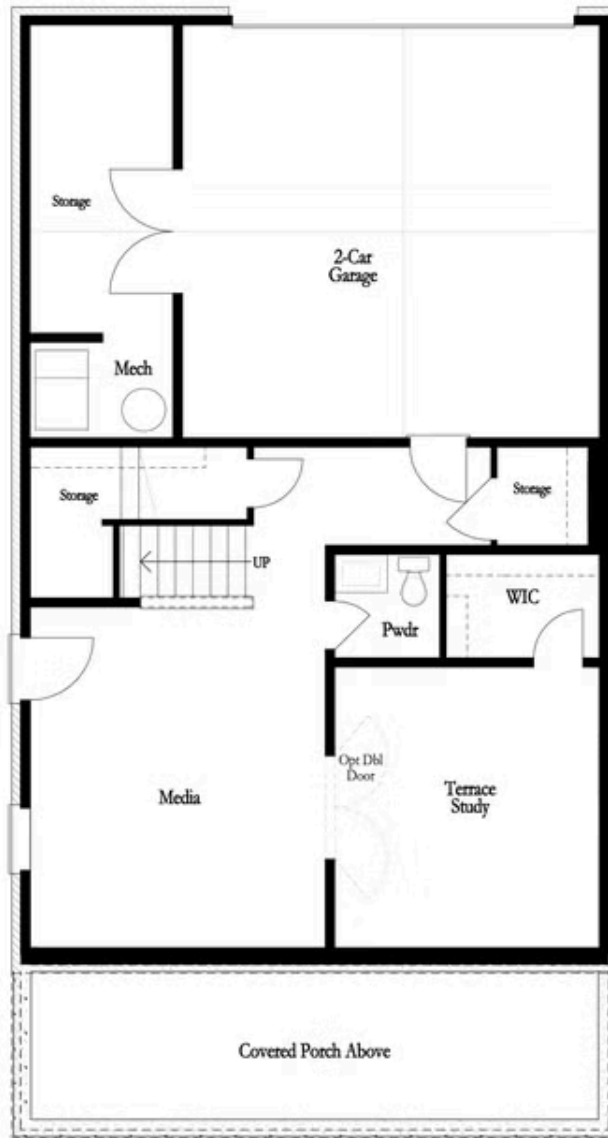 Storage
2-Car
Garage
Mech
Storage
Storage
UP
WIC
Pwdr
Opt Dbl
Door
Media
Terrace
Study
Covered Porch Above